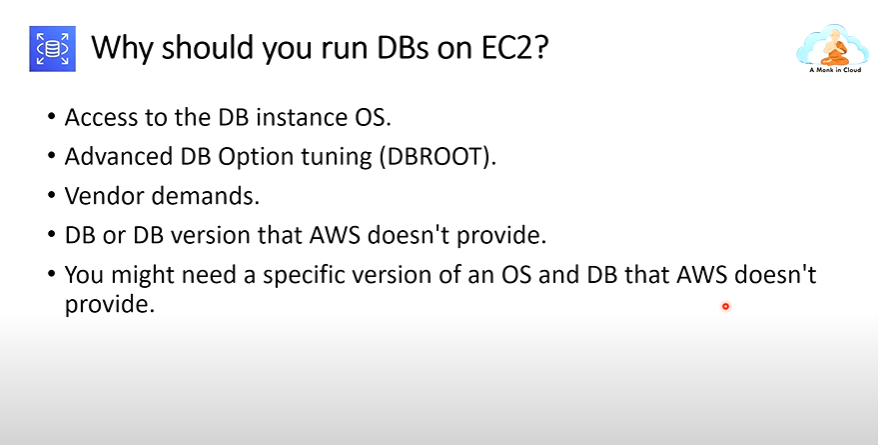 Why should you run DBs on EC2?
A Monk in Cloud
• Access to the DB instance OS.
• Advanced DB Option tuning (DBROOT).
• Vendor demands.
• DB or DB version that AWS doesn't provide.
• You might need a specific version of an OS and DB that AWS doesn't
provide.